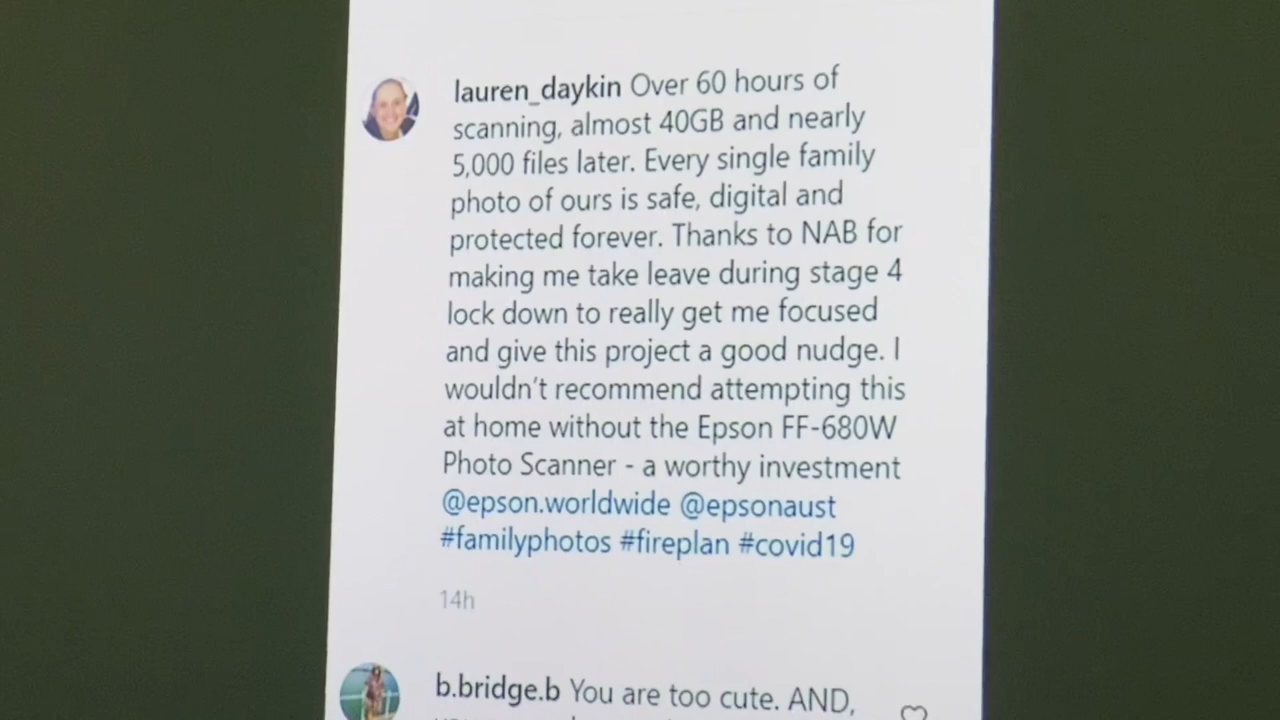 lauren_daykin Over 60 hours of
scanning, almost 40GB and nearly
5,000 files later. Every single family
photo of ours is safe, digital and
protected forever. Thanks to NAB for
making me take leave during stage 4
lock down to really get me focused
and give this project a good nudge. I
wouldn't recommend attempting this
at home without the Epson FF-680W
Photo Scanner - a worthy investment
@epson.worldwide @epsonaust
#familyphotos #fireplan #covid19
14h
b.bridge.b You are too cute. AND,